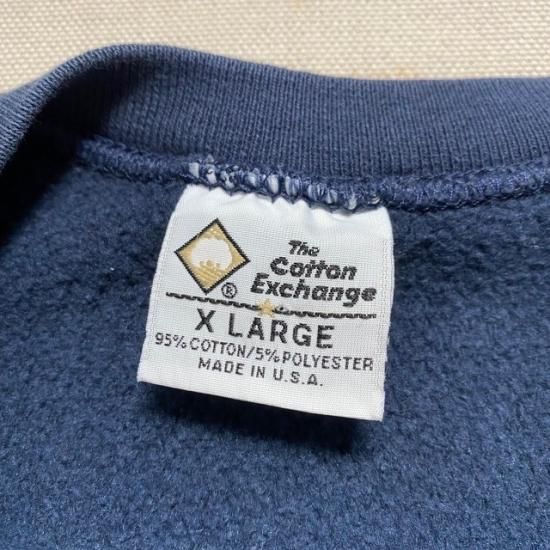 The
Cotton
Exchange
®
X LARGE
95% COTTON/5% POLYESTER
MADE IN U.S.A.